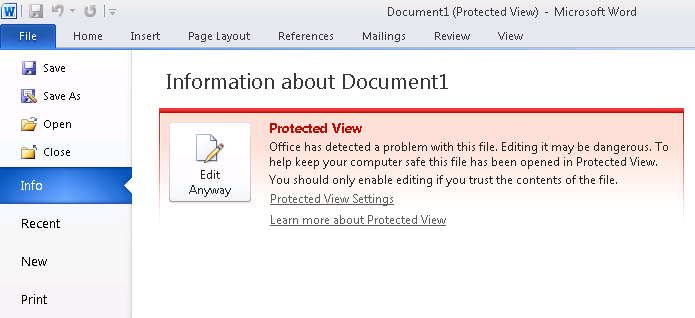 W
Document1 (Protected View) - Microsoft Word
File Home Insert Page Layout References Mailings Review View
Save
Save As
Open
Close
Info
Recent
New
Print
Information about Document1
Edit
Anyway
Protected View
Office has detected a problem with this file. Editing it may be dangerous. To
help keep your computer safe this file has been opened in Protected View.
You should only enable editing if you trust the contents of the file.
Protected View Settings
Learn more about Protected View